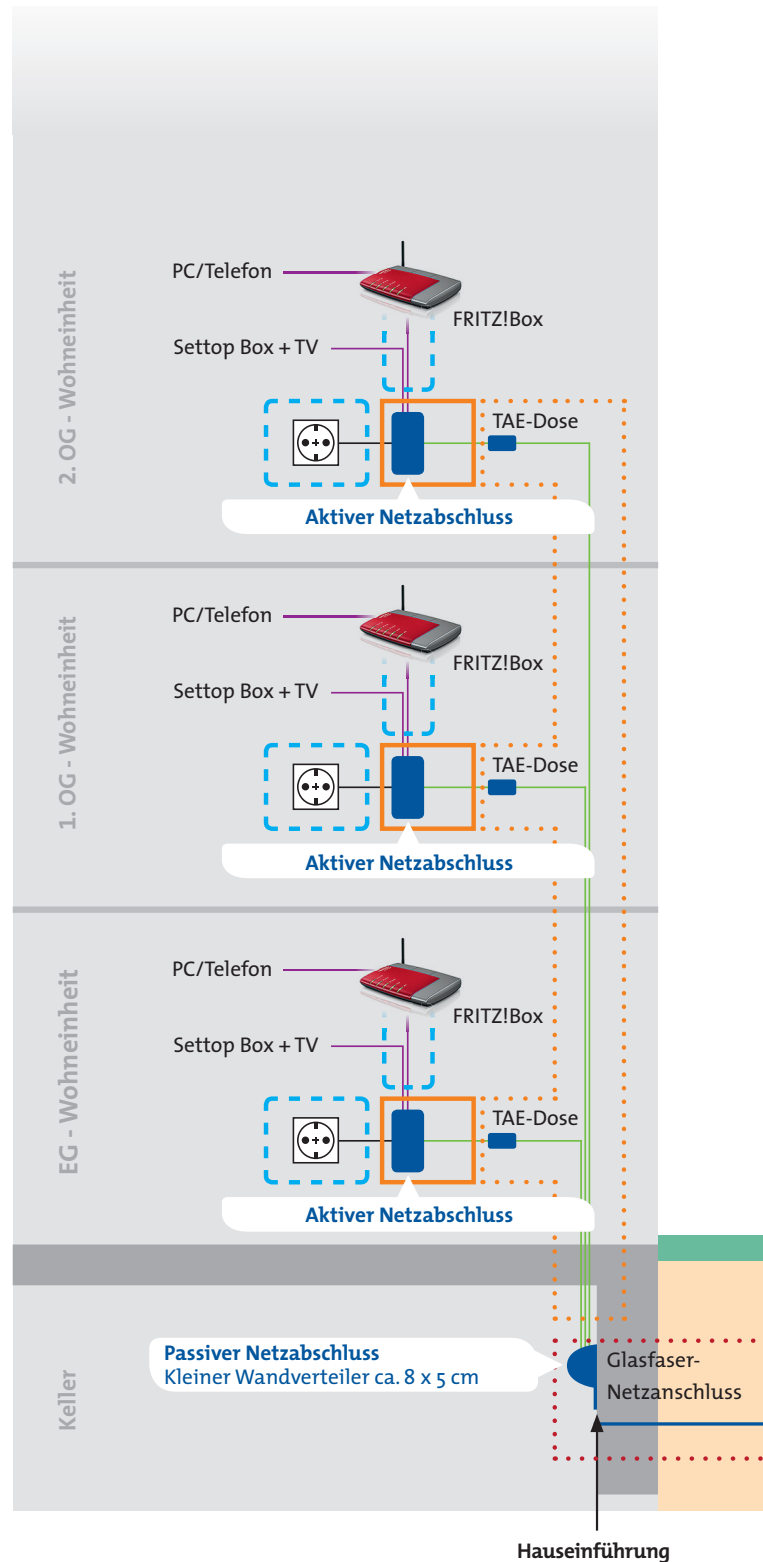 2. OG - Wohneinheit
PC/Telefon
FRITZ!Box
Settop Box + TV
TAE-Dose
Aktiver Netzabschluss
1. OG - Wohneinheit
PC/Telefon
FRITZ!Box
Settop Box + TV
TAE-Dose
Aktiver Netzabschluss
EG - Wohneinheit
PC/Telefon
FRITZ!Box
Settop Box + TV
TAE-Dose
Aktiver Netzabschluss
Keller
Passiver Netzabschluss
Kleiner Wandverteiler ca. 8 x 5 cm
Glasfaser-
Netzanschluss
Hauseinführung